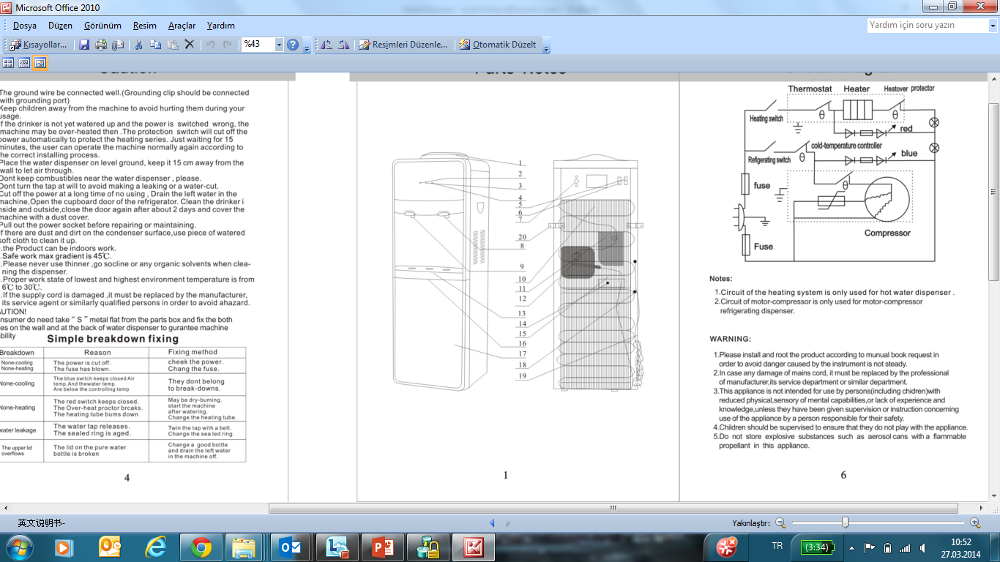 Microsoft Office 2010
Dosya Düzen Görünüm Resim Araçlar Yardım
Yardım için soru yazın
Kısayollar... %43 Resimleri Düzenle... Otomatik Düzelt
The ground wire be connected well.(Grounding clip should be connected
with grounding port)
Keep children away from the machine to avoid hurting them during your
usage.
If the drinker is not yet watered up and the power is switched wrong, the
machine may be over-heated then .The protection switch will cut off the
power automatically to protect the heating series. Just waiting for 15
minutes, the user can operate the machine normally again according to
the correct installing process.
Place the water dispenser on level ground, keep it 15 cm away from the
wall to let air through.
Dont keep combustibles near the water dispenser , please.
Dont turn the tap at will to avoid making a leaking or a water-cut.
Cut off the power at a long time of no using , Drain the left water in the
machine,Open the cupboard door of the refrigerator. Clean the drinker i
nside and outside,close the door again after about 2 days and cover the
machine with a dust cover.
Pull out the power socket before repairing or maintaining.
If there are dust and dirt on the condenser surface,use piece of watered
soft cloth to clean it up.
.the Product can be indoors work.
.Safe work max gradient is 45℃.
.Please never use thinner ,go socline or any organic solvents when clea-
ning the dispenser.
.Proper work state of lowest and highest environment temperature is from
6℃ to 30℃.
.If the supply cord is damaged ,it must be replaced by the manufacturer,
its service agent or similarly qualified persons in order to avoid ahazard.
AUTION!
nsumer do need take " S " metal flat from the parts box and fix the both
es on the wall and at the back of water dispenser to gurantee machine
bility
Simple breakdown fixing
Breakdown Reason Fixing method
None-cooling
None-heating
The power is cut off.
The fuse has blown.
cheek the power.
Chang the fuse.
None-cooling
The blue switch keeps closed Air
temp,And thewater temp.
Are below the controlling temp
They dont belong
to break-downs.
None-heating
The red switch keeps closed.
The Over-heat proctor brcaks.
The heating tube bums down
May be dry-buming.
start the machine
after watering.
Change the heating tube.
water leakage
The water tap releases.
The sealed ring is aged.
Twin the tap with a belt.
Change the sea led ring.
The upper lid
overflows
The lid on the pure water
bottle is broken
Change a good bottle
and drain the left water
in the machine off.
4
1
2
3
4
5
6
7
20
8
9
10
11
12
13
14
15
16
17
18
19
1
Thermostat Heater Heatover protector
Heating switch
θ
θ
red
cold-temperature controller
Refigerating switch
θ
blue
fuse
θ
Fuse
Compressor
Notes:
1.Circuit of the heating system is only used for hot water dispenser .
2.Circuit of motor-compressor is only used for motor-compressor
refrigerating dispenser.
WARNING:
1.Please install and root the product according to munual book request in
order to avoid danger caused by the instrument is not steady.
2.In case any damage of mains cord, it must be replaced by the professional
of manufacturer,its service department or similar department.
3.This appliance is not intended for use by persons(including chidren)with
reduced physical,sensory of mental capabilities,or lack of experience and
knowledge,unless they have been given supervision or instruction concerning
use of the appliance by a person responsible for their safety.
4.Children should be supervised to ensure that they do not play with the appliance.
5.Do not store explosive substances such as aerosol cans with a flammable
propellant in this appliance.
6
英文说明书-
Yakınlaştır:
TR
(3:34)
10:52
27.03.2014